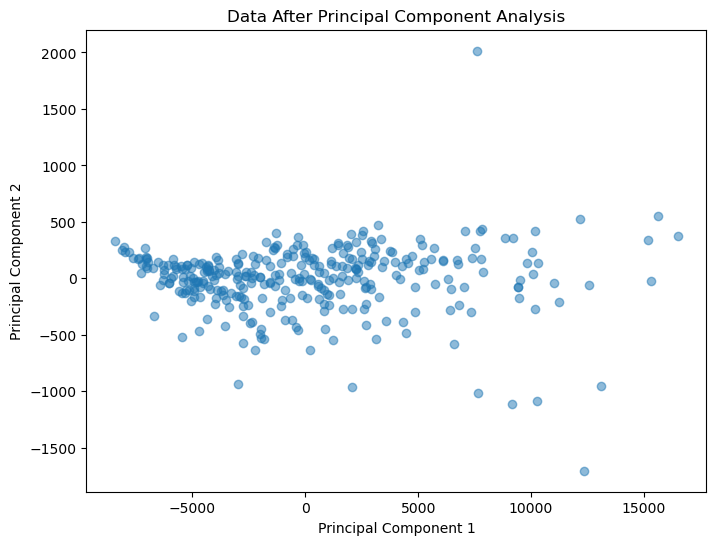 Data After Principal Component Analysis
2000
1500
1000
500
0
−500
−1000
−1500
Principal Component 2
−5000 0 5000 10000 15000
Principal Component 1